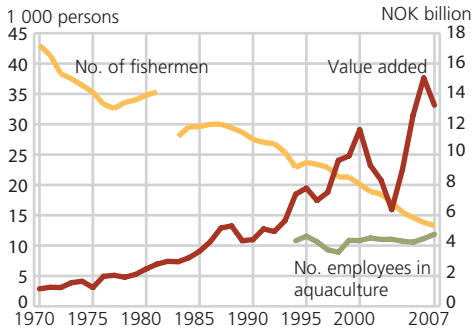 1 000 persons
NOK billion
45
18
40
16
No. of fishermen
Value added
35
14
30
12
25
10
20
8
15
6
10
4
No. employees in
aquaculture
5
2
0
0
1970 1975 1980 1985 1990 1995 2000 2007